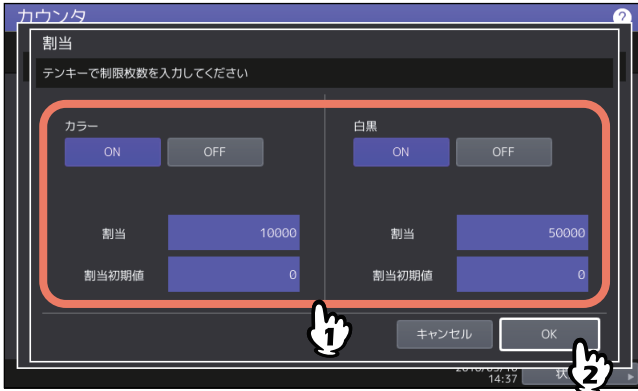 カウンタ ?
割当
テンキーで制限枚数を入力してください
カラー 白黒
ON OFF ON OFF
割当 10000 割当 50000
割当初期値 0 割当初期値 0
1
キャンセル OK
2
14:37